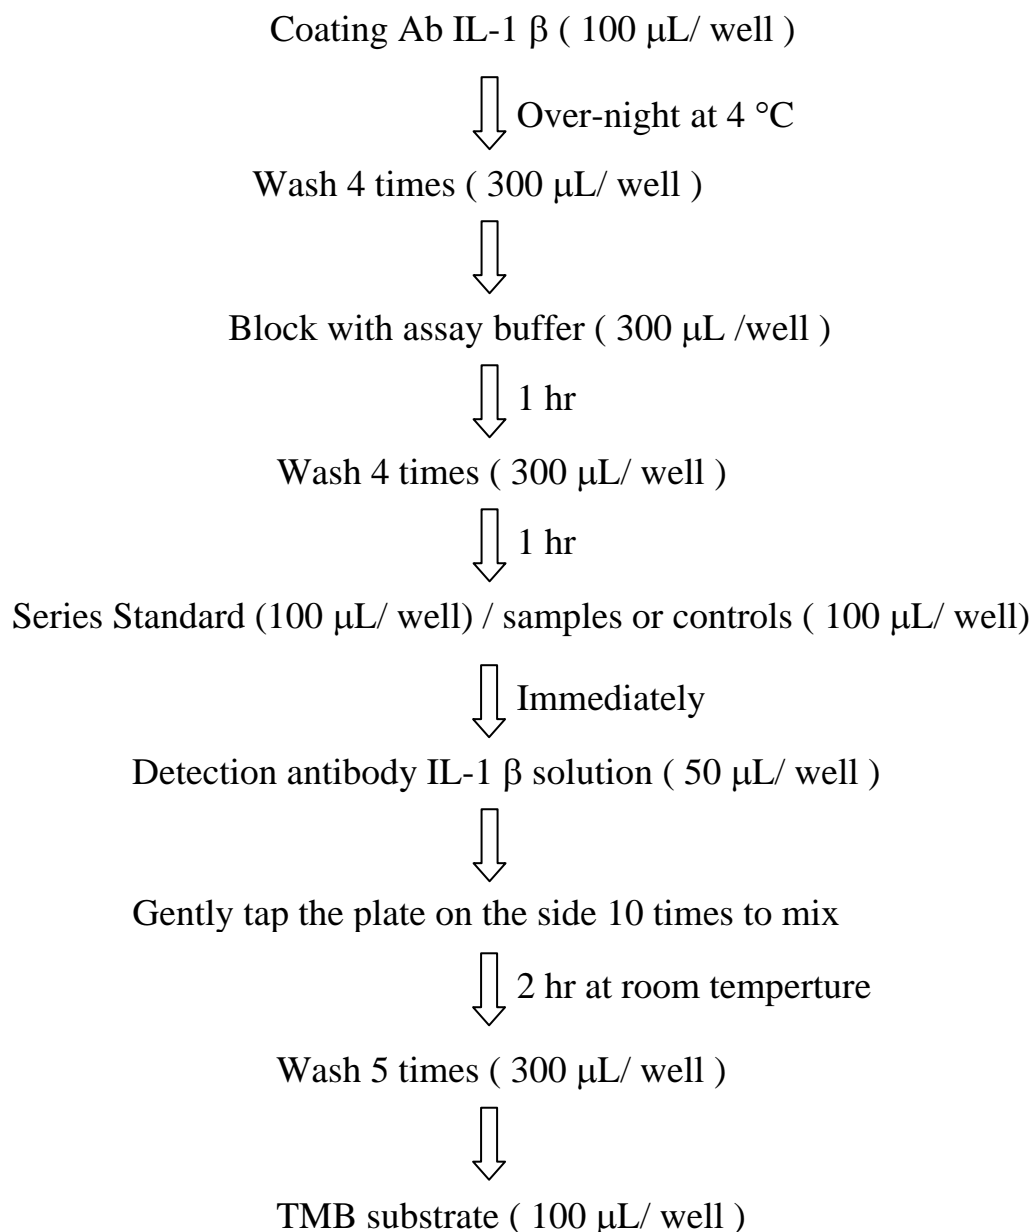 Coating Ab IL-1 β ( 100 μL/ well )
Over-night at 4 °C
Wash 4 times ( 300 μL/ well )
Block with assay buffer ( 300 μL /well )
1 hr
Wash 4 times ( 300 μL/ well )
1 hr
Series Standard (100 μL/ well) / samples or controls ( 100 μL/ well)
Immediately
Detection antibody IL-1 β solution ( 50 μL/ well )
Gently tap the plate on the side 10 times to mix
2 hr at room temperture
Wash 5 times ( 300 μL/ well )
TMB substrate ( 100 μL/ well )